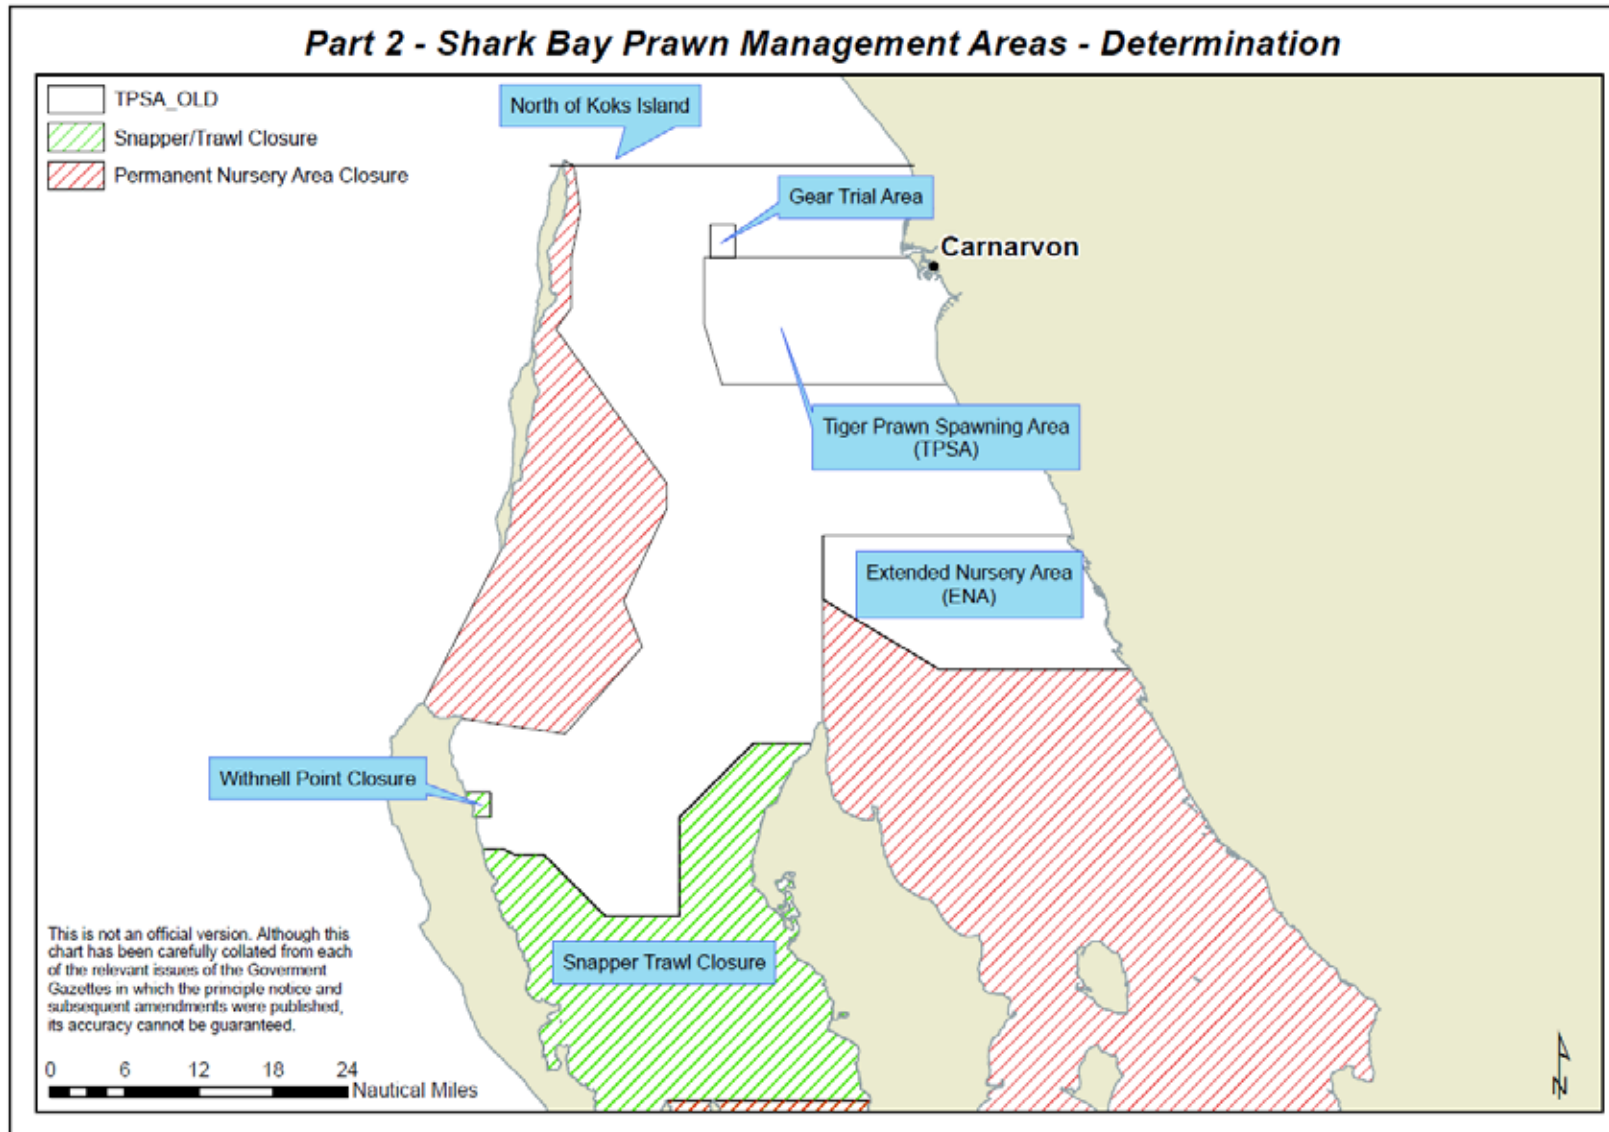 Part 2 - Shark Bay Prawn Management Areas - Determination
TPSA_OLD
Snapper/Trawl Closure
Permanent Nursery Area Closure
North of Koks Island
Gear Trial Area
Carnarvon
Tiger Prawn Spawning Area
(TPSA)
Extended Nursery Area
(ENA)
Withnell Point Closure
Snapper Trawl Closure
This is not an official version. Although this
chart has been carefully collated from each
of the relevant issues of the Goverment
Gazettes in which the principle notice and
subsequent amendments were published,
its accuracy cannot be guaranteed.
0 6 12 18 24
Nautical Miles
N